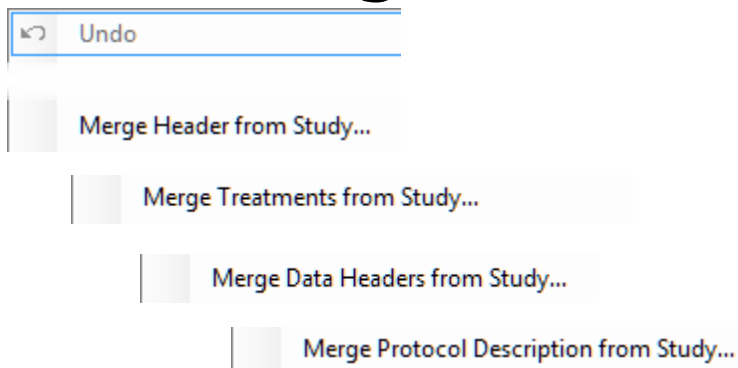 Undo
Merge Header from Study...
Merge Treatments from Study...
Merge Data Headers from Study...
Merge Protocol Description from Study...